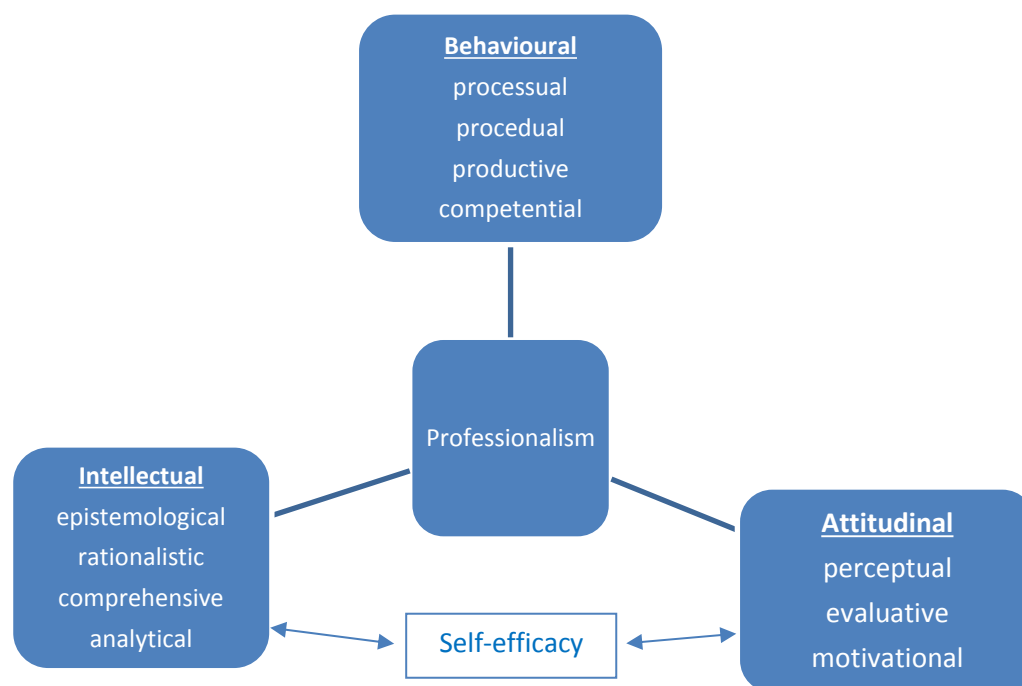 Behavioural
processual
procedual
productive
competential
Professionalism
Intellectual
epistemological
rationalistic
comprehensive
analytical
Attitudinal
perceptual
evaluative
motivational
Self-efficacy